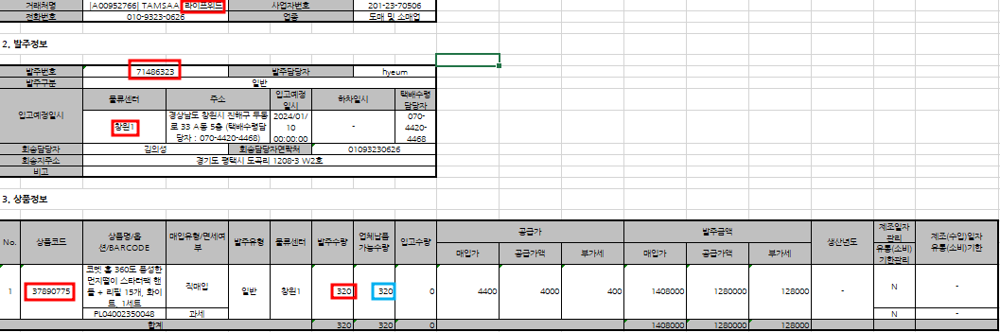 거래처명 |A00952766| TAMSAA 라이프위드 사업자번호 201-23-70506
전화번호 010-9323-0626 업종 도매 및 소매업
2. 발주정보
발주번호 71486323 발주담당자 hyeum
발주구분 일반
입고예정일시 물류센터 주소 입고예정일시 하차일시 택배수령담당자
창원1 경상남도 창원시 진해구 두동로 33 A동 5층 (택배수령담당자 : 070-4420-4468) 2024/01/10 00:00:00 - 070-4420-4468
회송담당자 김의성 회송담당자연락처 01093230626
회송지주소 경기도 평택시 도곡리 1208-3 W2호
비고
3. 상품정보
No. 상품코드 상품명/옵션/BARCODE 매입유형/면세여부 발주유형 물류센터 발주수량 업체납품가능수량 입고수량 공급가 발주금액 생산년도 제조일자관리 제조(수입)일자
매입가 공급가액 부가세 매입가 공급가액 부가세 유통(소비)기한관리 유통(소비)기한
1 37890775 코멧 홈 360도 풍성한 먼지떨이 스타터팩 핸들 + 리필 15개, 화이트, 1세트 직매입 일반 창원1 320 320 0 4400 4000 400 1408000 1280000 128000 - N -
PL04002350048 과세 N -
합계 320 320 0 1408000 1280000 128000